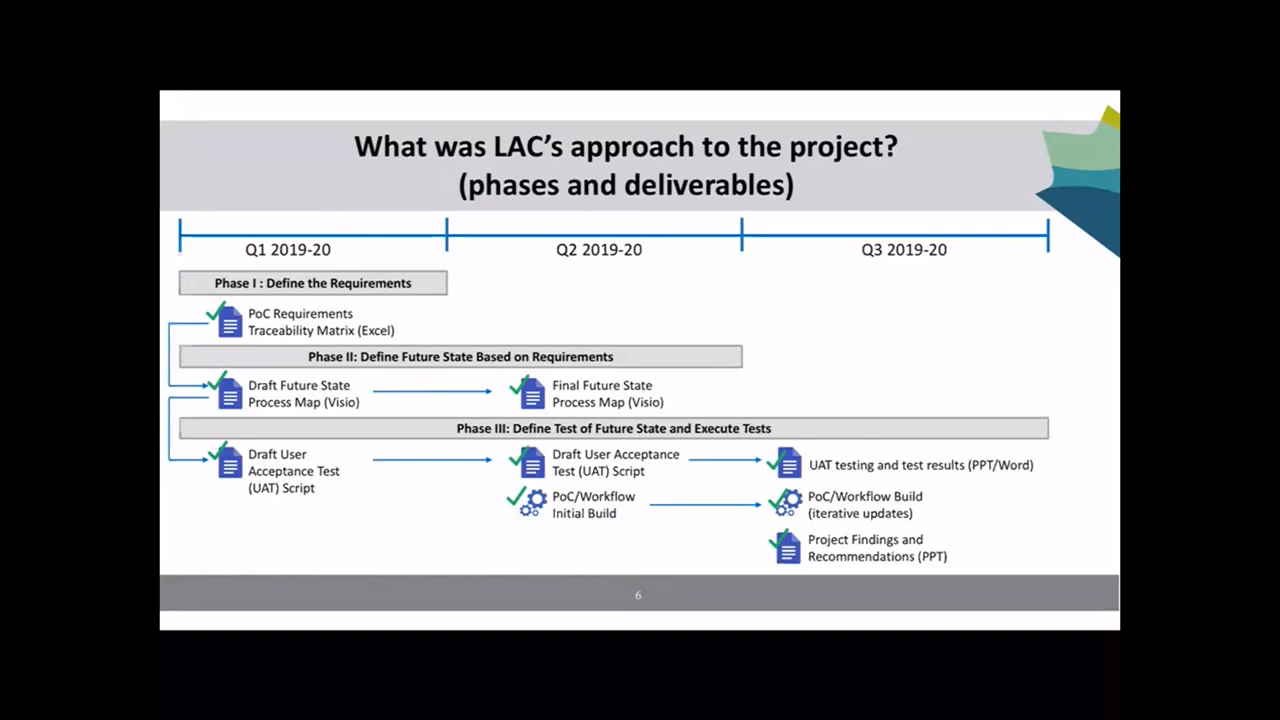 What was LAC's approach to the project?
(phases and deliverables)
Q1 2019-20
Q2 2019-20
Q3 2019-20
Phase I : Define the Requirements
PoC Requirements
Traceability Matrix (Excel)
Phase II: Define Future State Based on Requirements
Draft Future State
Process Map (Visio)
Final Future State
Process Map (Visio)
Phase III: Define Test of Future State and Execute Tests
Draft User
Acceptance Test
(UAT) Script
Draft User Acceptance
Test (UAT) Script
UAT testing and test results (PPT/Word)
PoC/Workflow
Initial Build
PoC/Workflow Build
(iterative updates)
Project Findings and
Recommendations (PPT)
6